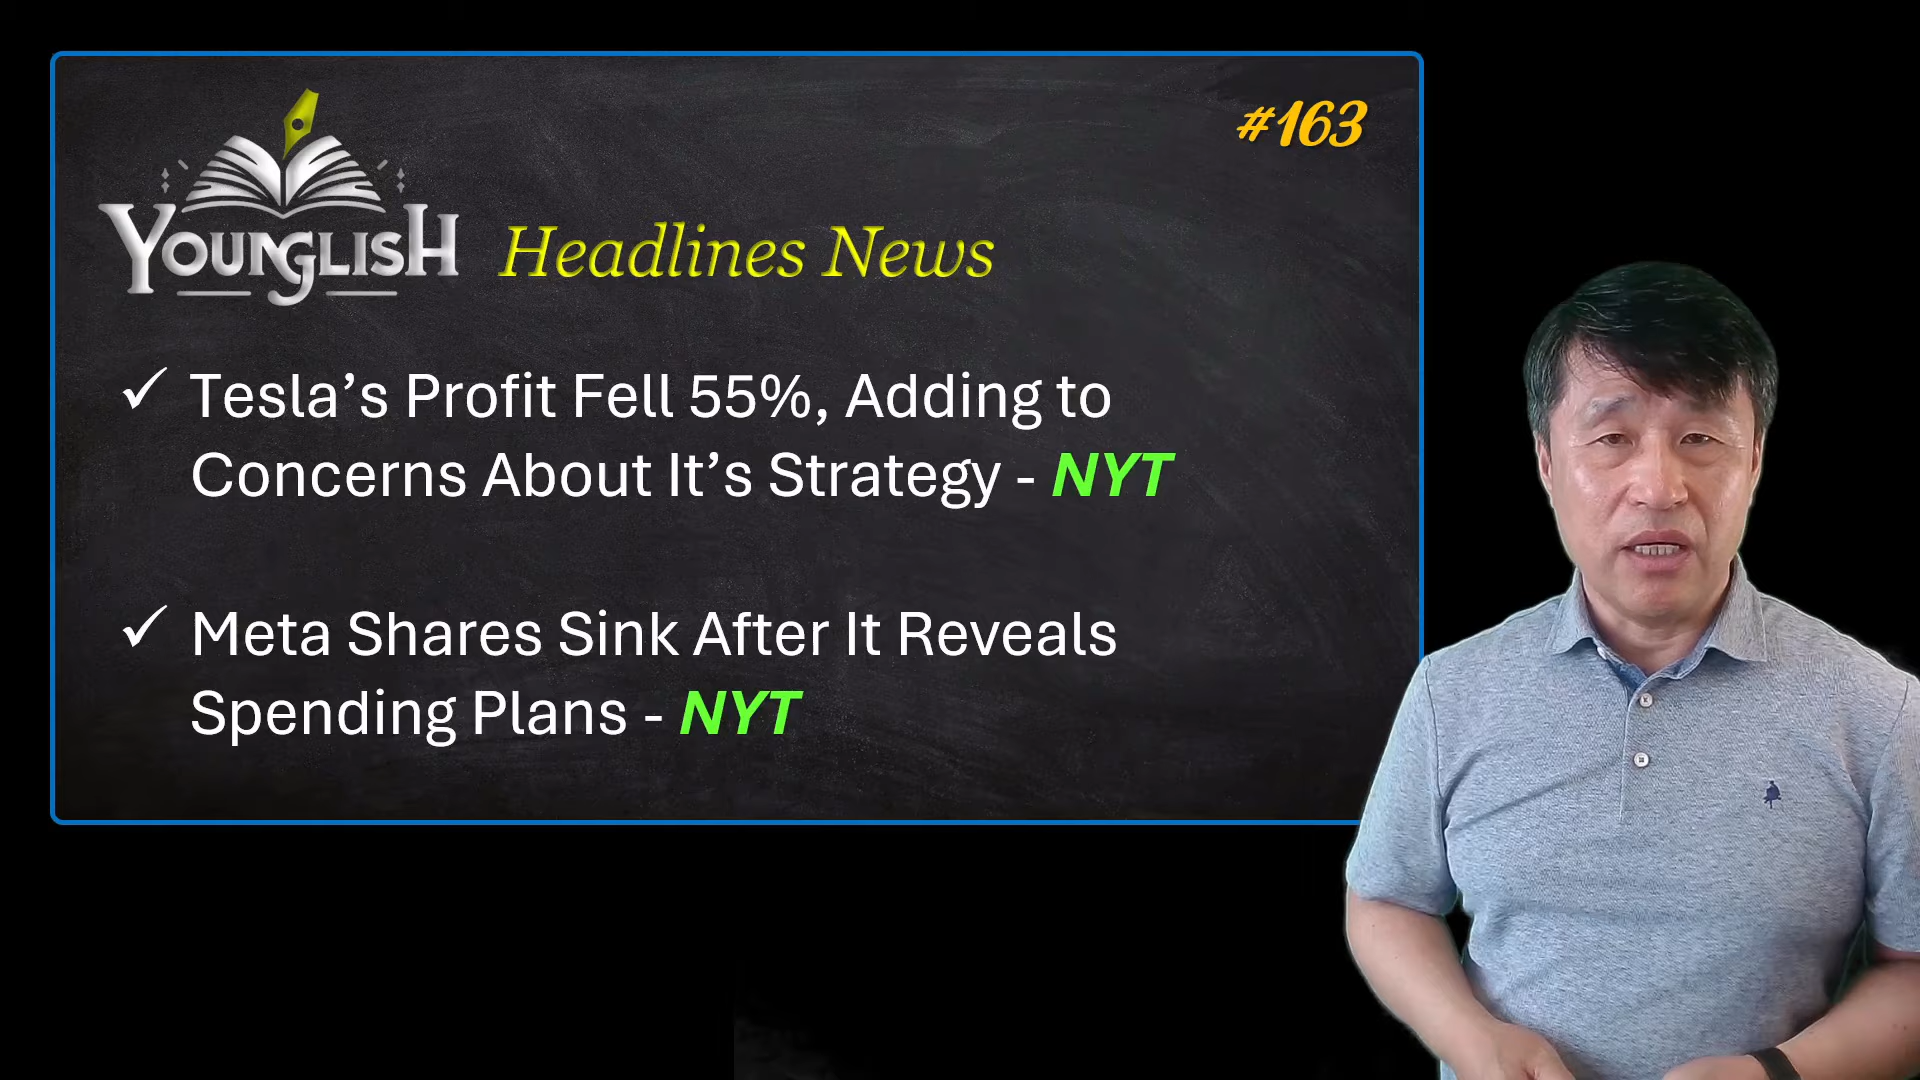 #163
YOUNGLISH Headlines News
✓ Tesla’s Profit Fell 55%, Adding to
Concerns About It’s Strategy - NYT
✓ Meta Shares Sink After It Reveals
Spending Plans - NYT